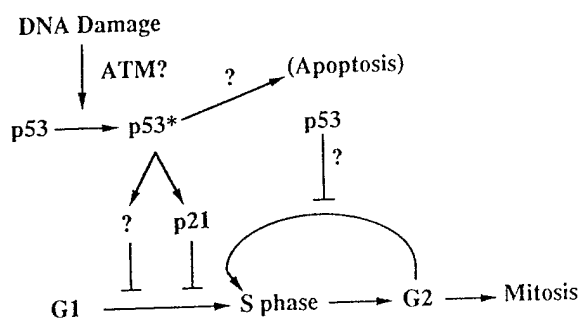 DNA Damage
ATM?
? (Apoptosis)
p53 p53* p53
?
? p21
G1 S phase G2 Mitosis